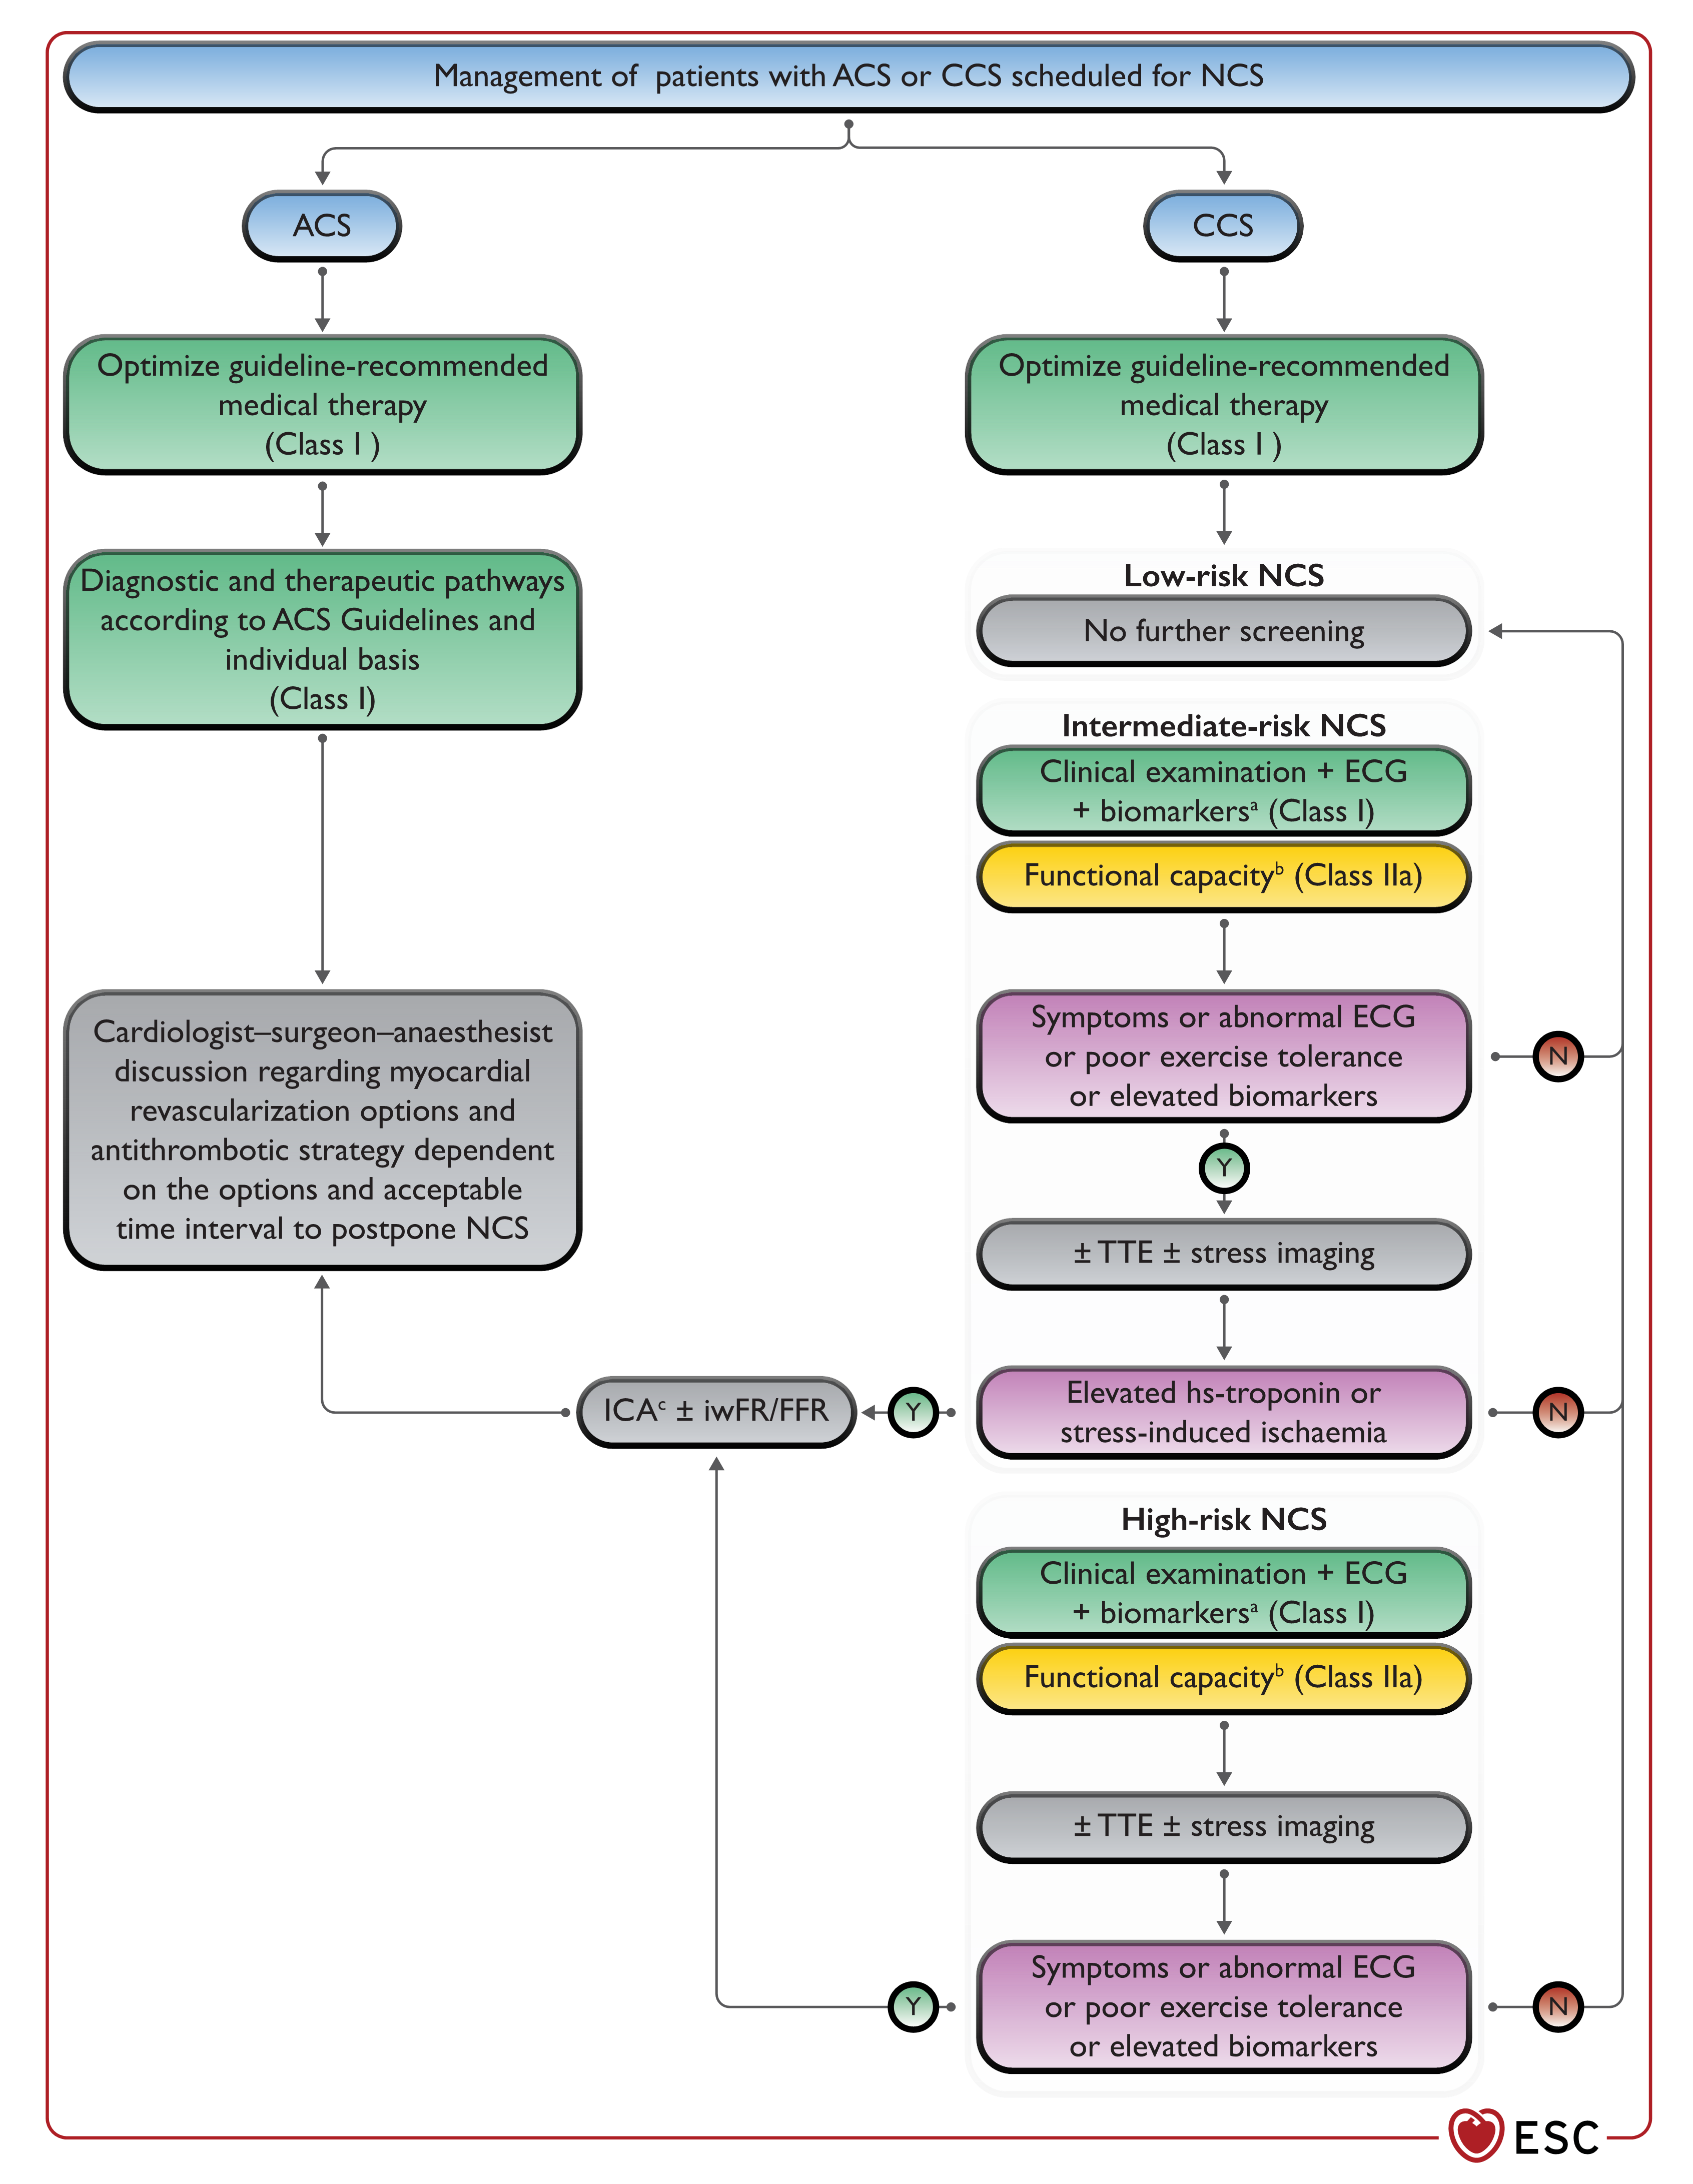 Management of patients with ACS or CCS scheduled for NCS
ACS
CCS
Optimize guideline-recommended
medical therapy
(Class I )
Optimize guideline-recommended
medical therapy
(Class I )
Diagnostic and therapeutic pathways
according to ACS Guidelines and
individual basis
(Class I)
Low-risk NCS
No further screening
Intermediate-risk NCS
Clinical examination + ECG
+ biomarkersᵃ (Class I)
Functional capacityᵇ (Class IIa)
Cardiologist–surgeon–anaesthesist
discussion regarding myocardial
revascularization options and
antithrombotic strategy dependent
on the options and acceptable
time interval to postpone NCS
Symptoms or abnormal ECG
or poor exercise tolerance
or elevated biomarkers
N
Y
± TTE ± stress imaging
ICAᶜ ± iwFR/FFR
Y
Elevated hs-troponin or
stress-induced ischaemia
N
High-risk NCS
Clinical examination + ECG
+ biomarkersᵃ (Class I)
Functional capacityᵇ (Class IIa)
± TTE ± stress imaging
Y
Symptoms or abnormal ECG
or poor exercise tolerance
or elevated biomarkers
N
ESC